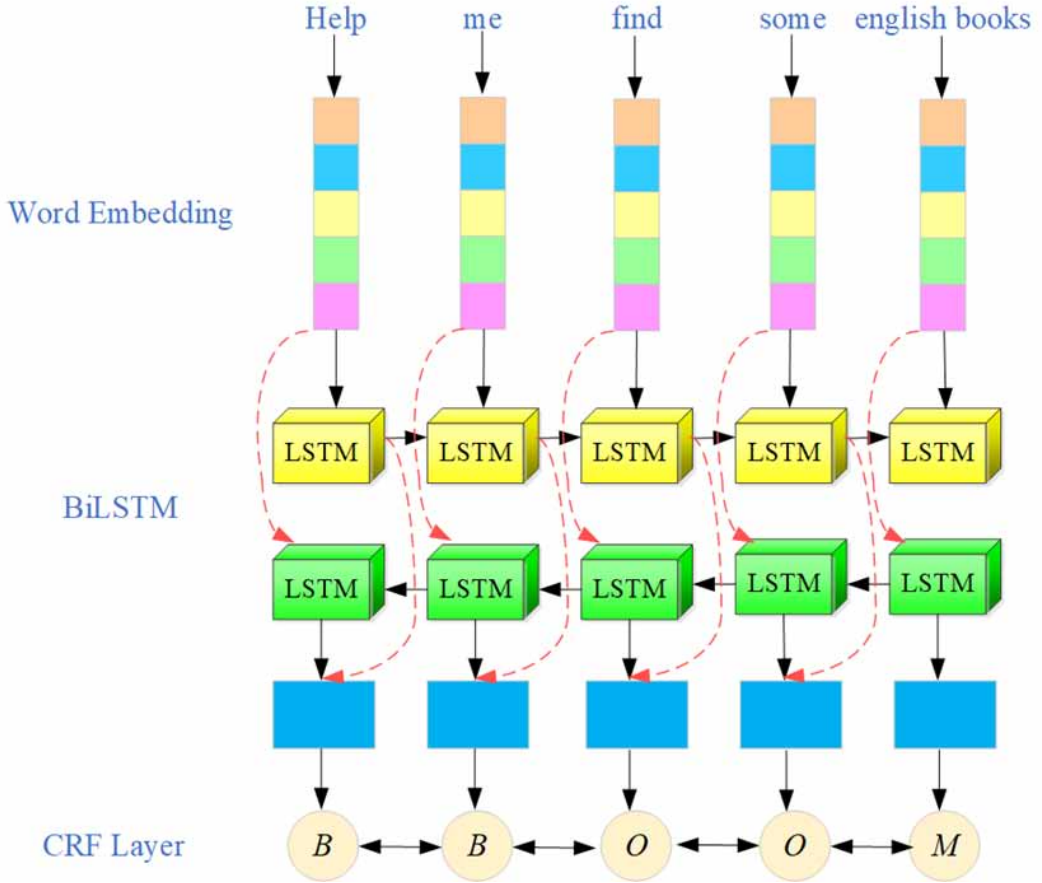 Help me find some english books
Word Embedding
LSTM LSTM LSTM LSTM LSTM
BiLSTM
LSTM LSTM LSTM LSTM LSTM
CRF Layer B B O O M